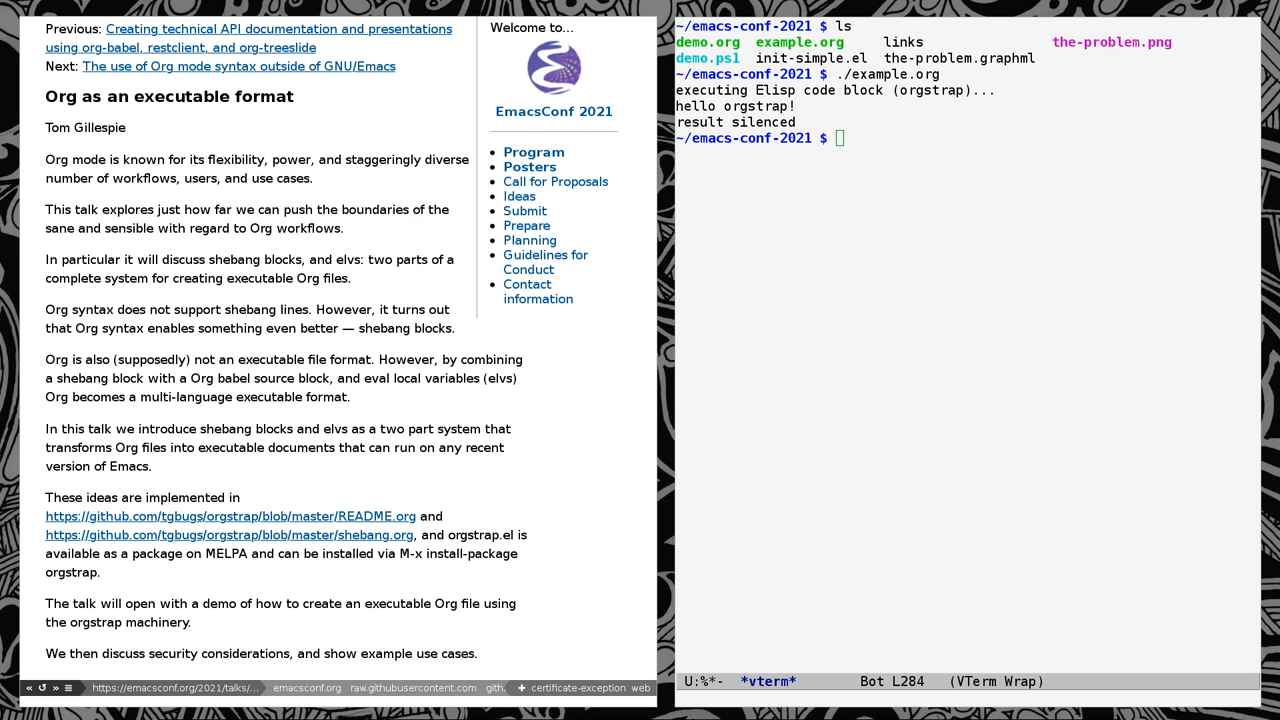 Previous: Creating technical API documentation and presentations
using org-babel, restclient, and org-treeslide
Next: The use of Org mode syntax outside of GNU/Emacs
Org as an executable format
Tom Gillespie
Org mode is known for its flexibility, power, and staggeringly diverse
number of workflows, users, and use cases.
This talk explores just how far we can push the boundaries of the
sane and sensible with regard to Org workflows.
In particular it will discuss shebang blocks, and elvs: two parts of a
complete system for creating executable Org files.
Org syntax does not support shebang lines. However, it turns out
that Org syntax enables something even better — shebang blocks.
Org is also (supposedly) not an executable file format. However, by combining
a shebang block with a Org babel source block, and eval local variables (elvs)
Org becomes a multi-language executable format.
In this talk we introduce shebang blocks and elvs as a two part system that
transforms Org files into executable documents that can run on any recent
version of Emacs.
These ideas are implemented in
https://github.com/tgbugs/orgstrap/blob/master/README.org and
https://github.com/tgbugs/orgstrap/blob/master/shebang.org, and orgstrap.el is
available as a package on MELPA and can be installed via M-x install-package
orgstrap.
The talk will open with a demo of how to create an executable Org file using
the orgstrap machinery.
We then discuss security considerations, and show example use cases.
Welcome to...
EmacsConf 2021
Program
Posters
Call for Proposals
Ideas
Submit
Prepare
Planning
Guidelines for
Conduct
Contact
information
« ↺ » ≡ https://emacsconf.org/2021/talks/... emacsconf.org raw.githubusercontent.com gith. ✚ certificate-exception web
~/emacs-conf-2021 $ ls
demo.org example.org links the-problem.png
demo.ps1 init-simple.el the-problem.graphml
~/emacs-conf-2021 $ ./example.org
executing Elisp code block (orgstrap)...
hello orgstrap!
result silenced
~/emacs-conf-2021 $
U:%*- *vterm* Bot L284 (VTerm Wrap)